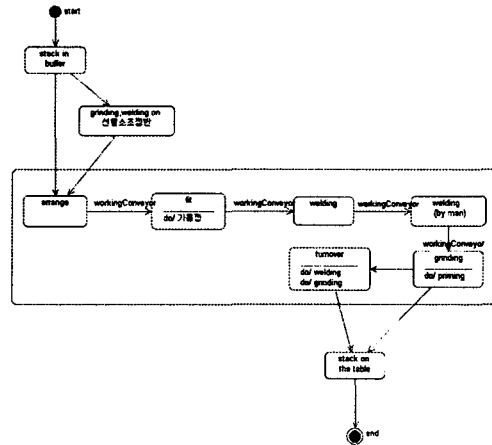 start
stack in
buffer
grinding,welding on
선행소조정반
arrange
workingConveyor
fit
do/ 가용접
workingConveyor
welding
workingConveyor
welding
(by man)
workingConveyor
grinding
do/ priming
turnover
do/ welding
do/ grinding
stack on
the table
end